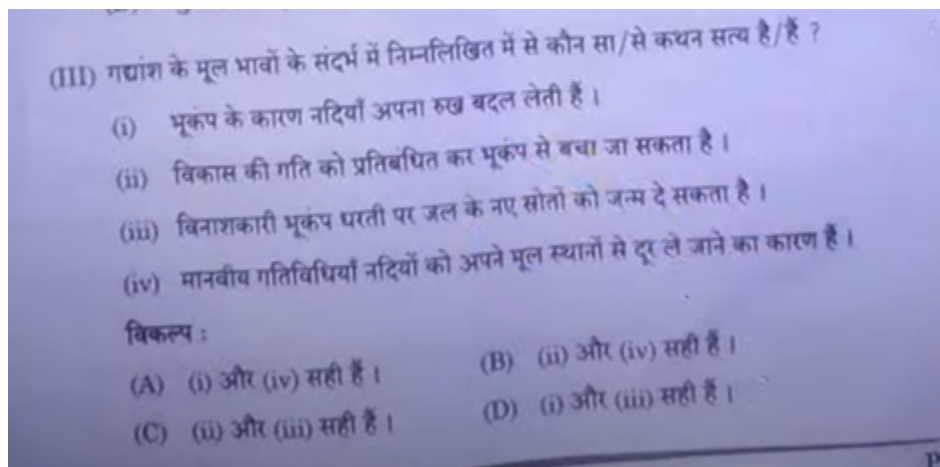 (III) गद्यांश के मूल भावों के संदर्भ में निम्नलिखित में से कौन सा/से कथन सत्य है/हैं ?
(i) भूकंप के कारण नदियाँ अपना रुख बदल लेती हैं ।
(ii) विकास की गति को प्रतिबंधित कर भूकंप से बचा जा सकता है ।
(iii) विनाशकारी भूकंप धरती पर जल के नए स्रोतों को जन्म दे सकता है ।
(iv) मानवीय गतिविधियाँ नदियों को अपने मूल स्थानों से दूर ले जाने का कारण हैं ।
विकल्प :
(A) (i) और (iv) सही हैं । (B) (ii) और (iv) सही हैं ।
(C) (ii) और (iii) सही हैं । (D) (i) और (iii) सही हैं ।